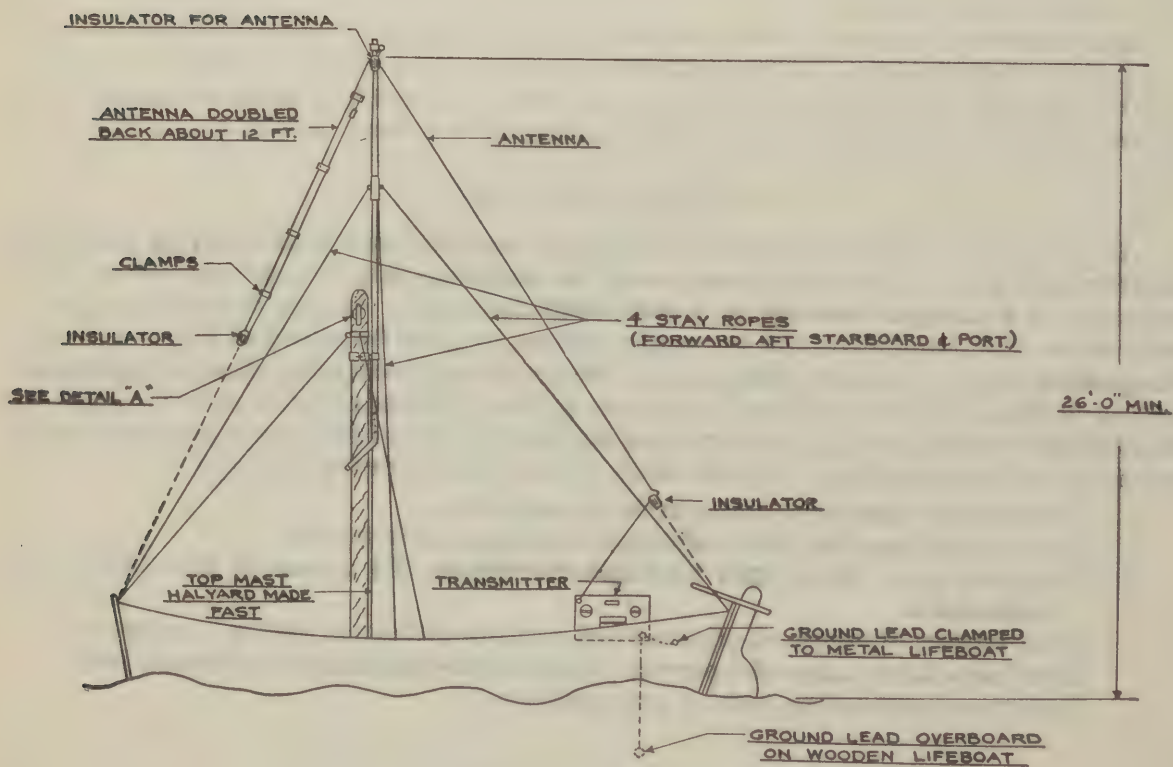 INSULATOR FOR ANTENNA
ANTENNA DOUBLED
BACK ABOUT 12 FT.
ANTENNA
CLAMPS
INSULATOR
4 STAY ROPES
(FORWARD AFT STARBOARD & PORT.)
SEE DETAIL "A"
26'-0" MIN.
INSULATOR
TOP MAST
HALYARD MADE
FAST
TRANSMITTER
GROUND LEAD CLAMPED
TO METAL LIFEBOAT
GROUND LEAD OVERBOARD
ON WOODEN LIFEBOAT